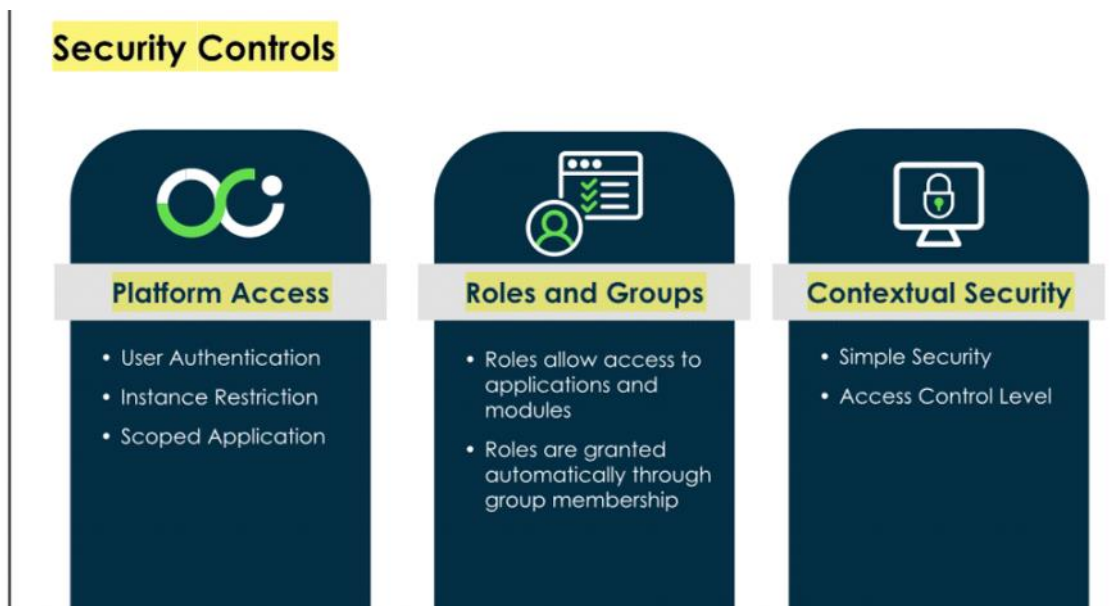 Security Controls
Platform Access
• User Authentication
• Instance Restriction
• Scoped Application
Roles and Groups
• Roles allow access to
applications and
modules
• Roles are granted
automatically through
group membership
Contextual Security
• Simple Security
• Access Control Level